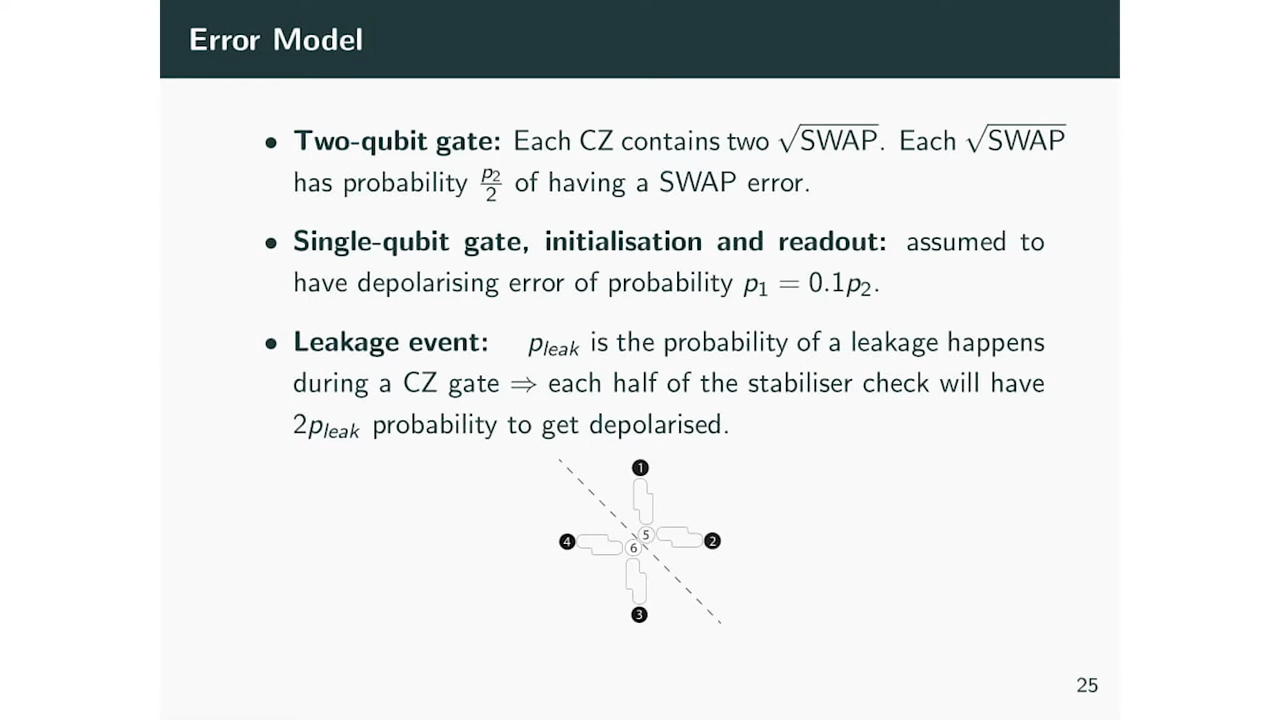 Error Model
• Two-qubit gate: Each CZ contains two √SWAP. Each √SWAP
has probability p₂/2 of having a SWAP error.
• Single-qubit gate, initialisation and readout: assumed to
have depolarising error of probability p₁ = 0.1p₂.
• Leakage event: p_leak is the probability of a leakage happens
during a CZ gate ⇒ each half of the stabiliser check will have
2p_leak probability to get depolarised.
1
5
4
2
6
3
25